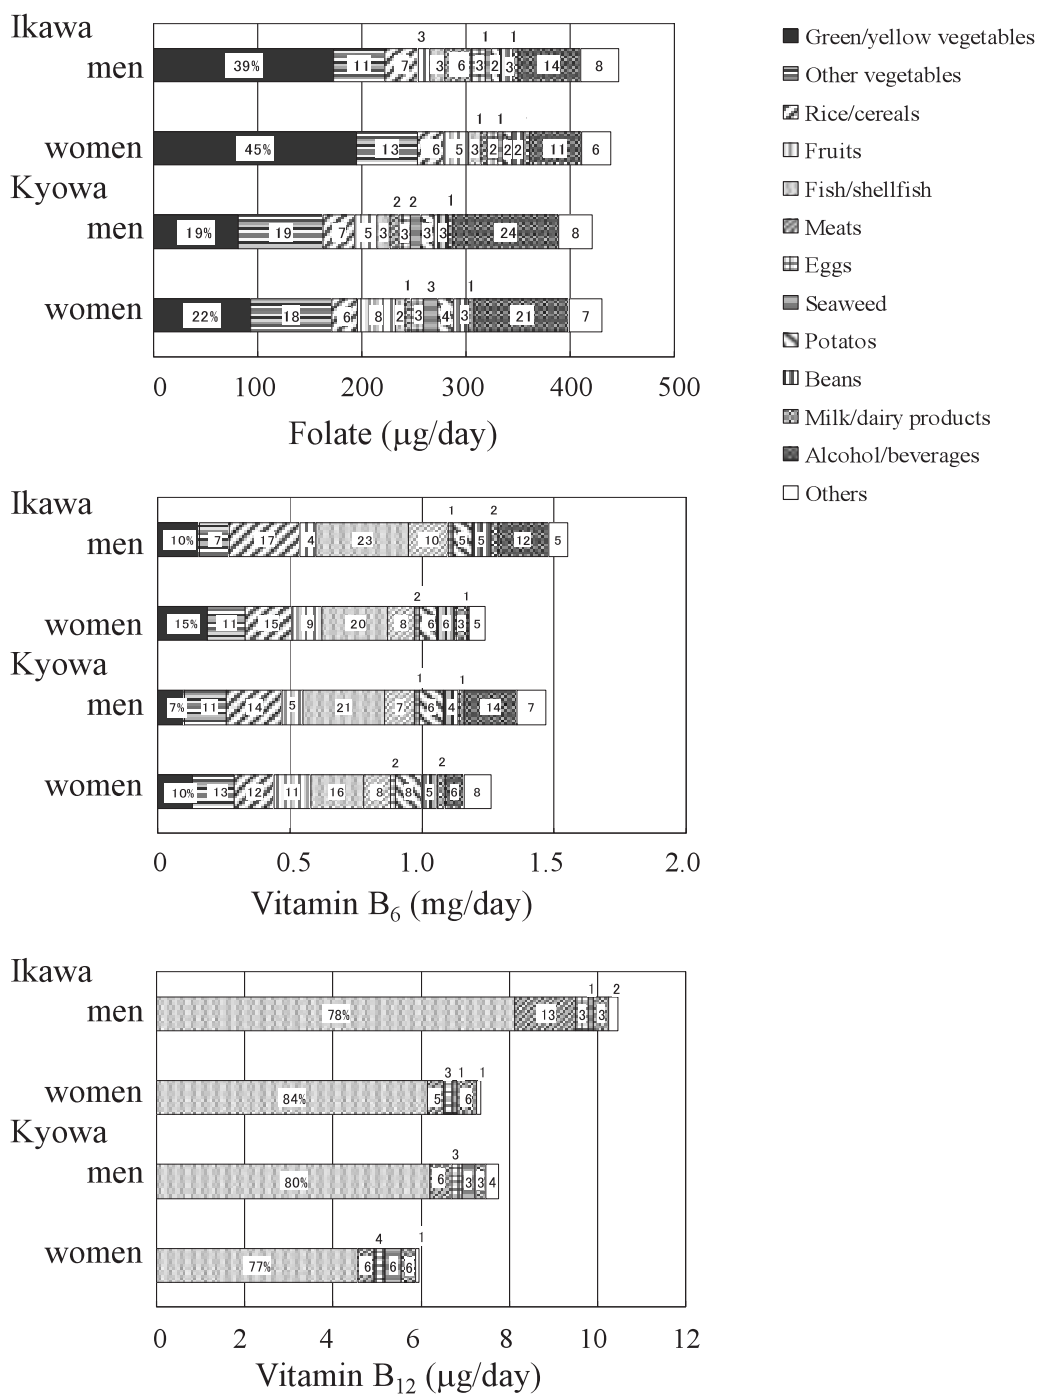 Ikawa
3 1 1
men 39% 11 7 3 6 3 2 3 14 8
1 1
women 45% 13 6 5 3 2 2 2 11 6
Kyowa
2 2 1
men 19% 19 7 5 3 3 3 3 24 8
1 3 1
women 22% 18 6 8 2 3 4 3 21 7
0 100 200 300 400 500
Folate (μg/day)
Green/yellow vegetables
Other vegetables
Rice/cereals
Fruits
Fish/shellfish
Meats
Eggs
Seaweed
Potatos
Beans
Milk/dairy products
Alcohol/beverages
Others
Ikawa
1 2
men 10% 7 17 4 23 10 5 5 12 5
2 1
women 15% 11 15 9 20 8 6 6 3 5
Kyowa
1 1
men 7% 11 14 5 21 7 6 4 14 7
2 2
women 10% 13 12 11 16 8 8 5 6 8
0 0.5 1.0 1.5 2.0
Vitamin B6 (mg/day)
Ikawa
1 2
men 78% 13 3 3
3 1 1
women 84% 5 6
Kyowa
3
men 80% 6 3 3 4
4 1
women 77% 6 6 6
0 2 4 6 8 10 12
Vitamin B12 (μg/day)